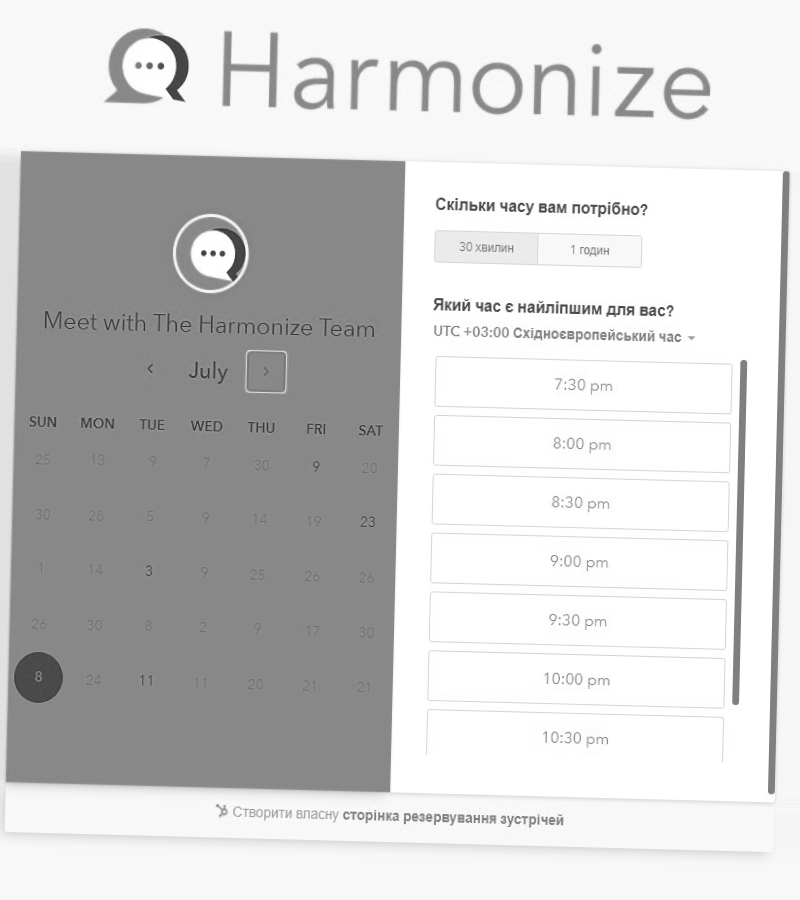 Harmonize
Meet with The Harmonize Team
July
SUN MON TUE WED THU FRI SAT
25 13 9 7 30 9 20
30 28 5 9 14 19 23
1 14 3 9 25 26 26
26 30 8 2 9 17 30
8 24 11 11 20 21 21
Скільки часу вам потрібно?
30 хвилин 1 годин
Який час є найліпшим для вас?
UTC +03:00 Східноєвропейський час
7:30 pm
8:00 pm
8:30 pm
9:00 pm
9:30 pm
10:00 pm
10:30 pm
Створити власну сторінка резервування зустрічей